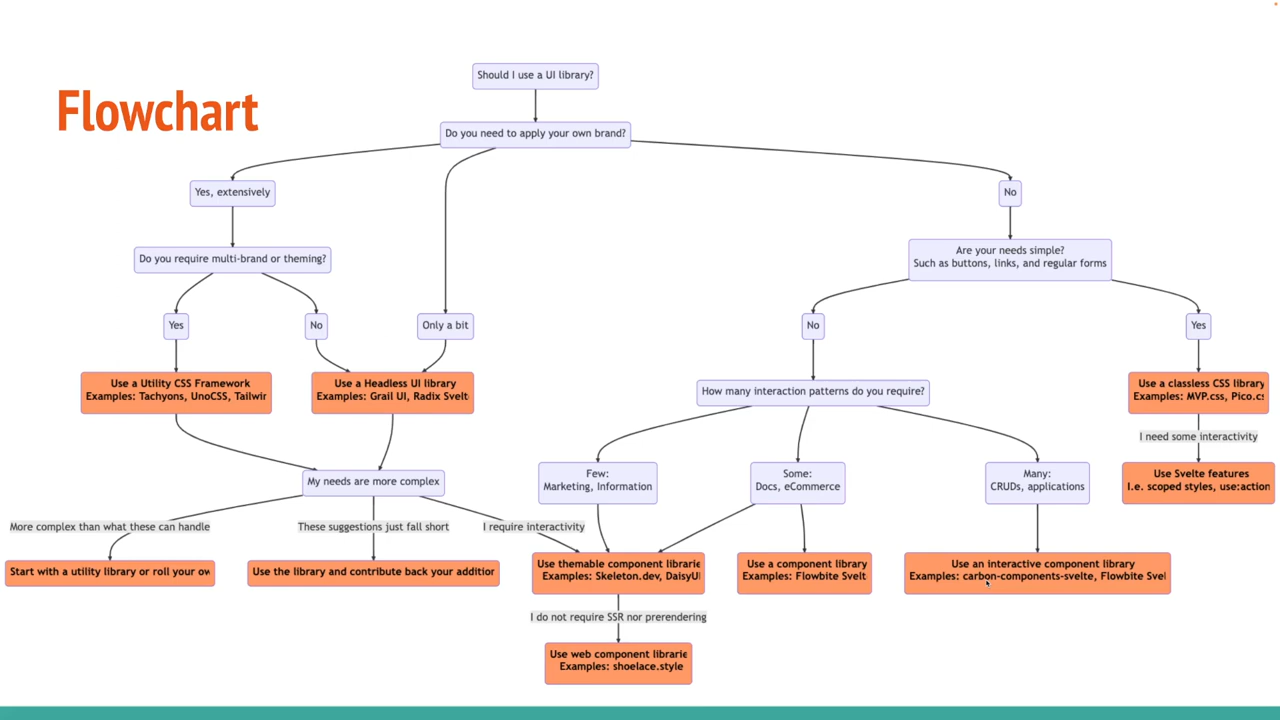 Flowchart
Should I use a UI library?
Do you need to apply your own brand?
Yes, extensively
No
Do you require multi-brand or theming?
Are your needs simple?
Such as buttons, links, and regular forms
Yes
No
Only a bit
No
Yes
Use a Utility CSS Framework
Examples: Tachyons, UnoCSS, Tailwin
Use a Headless UI library
Examples: Grail UI, Radix Svelt
How many interaction patterns do you require?
Use a classless CSS library
Examples: MVP.css, Pico.cs
I need some interactivity
My needs are more complex
Few:
Marketing, Information
Some:
Docs, eCommerce
Many:
CRUDs, applications
Use Svelte features
I.e. scoped styles, use:action
More complex than what these can handle
These suggestions just fall short
I require interactivity
Start with a utility library or roll your ow
Use the library and contribute back your addition
Use themable component librarie
Examples: Skeleton.dev, DaisyUI
Use a component library
Examples: Flowbite Svelt
Use an interactive component library
Examples: carbon-components-svelte, Flowbite Svel
I do not require SSR nor prerendering
Use web component librarie
Examples: shoelace.style